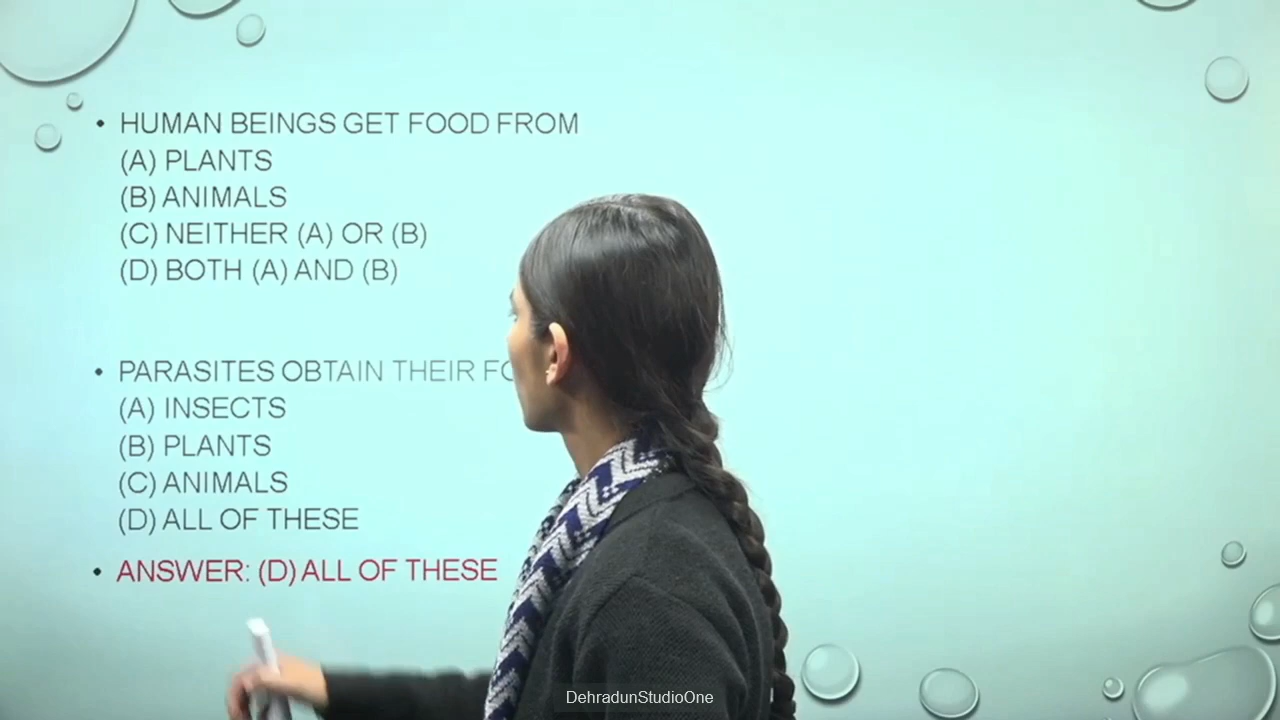 • HUMAN BEINGS GET FOOD FROM
(A) PLANTS
(B) ANIMALS
(C) NEITHER (A) OR (B)
(D) BOTH (A) AND (B)
• PARASITES OBTAIN THEIR
(A) INSECTS
(B) PLANTS
(C) ANIMALS
(D) ALL OF THESE
• ANSWER: (D) ALL OF THESE
DehradunStudioOne